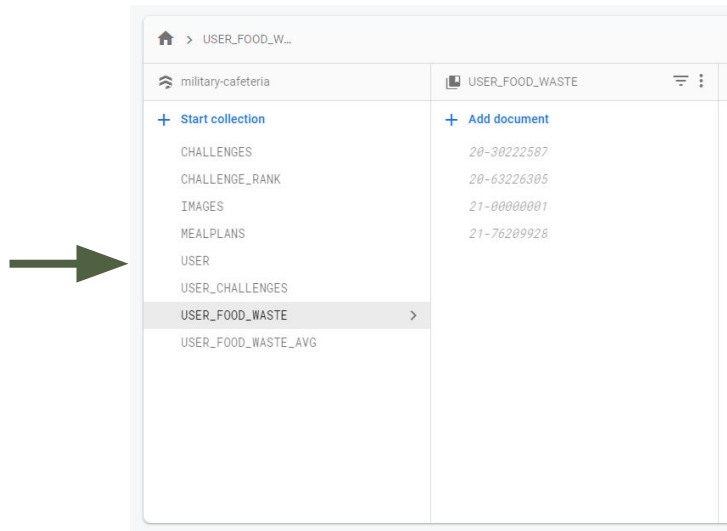 USER_FOOD_W...
military-cafeteria
USER_FOOD_WASTE
Start collection
Add document
CHALLENGES
CHALLENGE_RANK
IMAGES
MEALPLANS
USER
USER_CHALLENGES
USER_FOOD_WASTE
USER_FOOD_WASTE_AVG
20-30222587
20-63226305
21-00000001
21-76209928